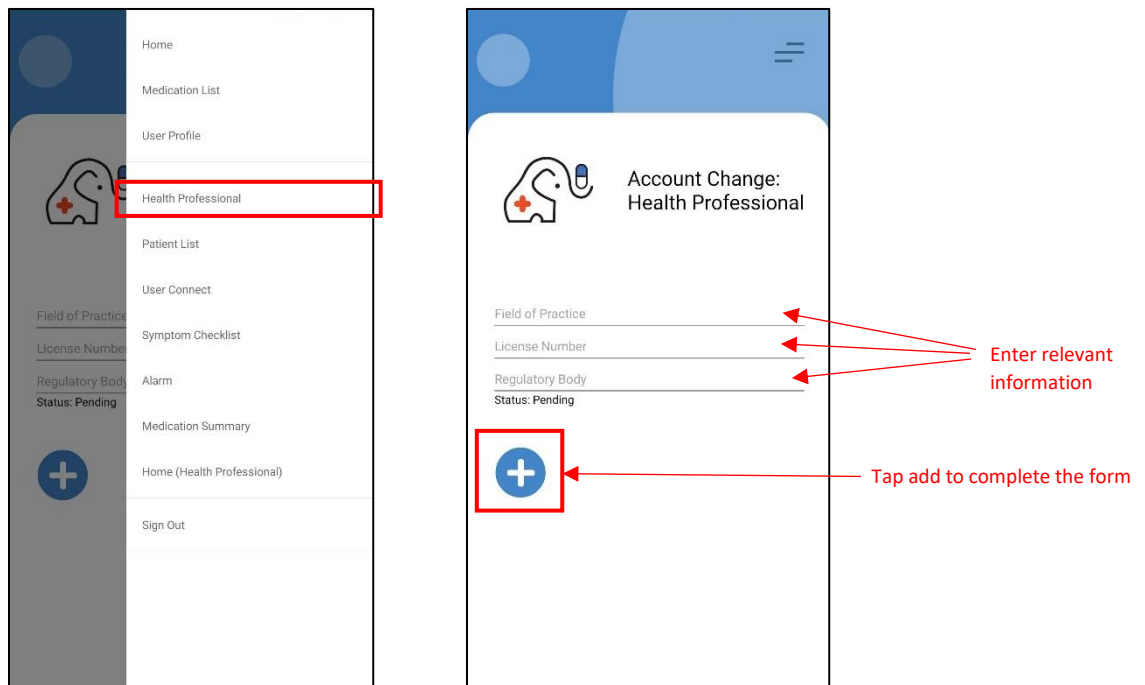 Home
Medication List
User Profile
Health Professional
Patient List
User Connect
Symptom Checklist
Alarm
Medication Summary
Home (Health Professional)
Sign Out
Field of Practice
License Number
Regulatory Body
Status: Pending
Account Change:
Health Professional
Field of Practice
License Number
Regulatory Body
Status: Pending
Enter relevant
information
Tap add to complete the form